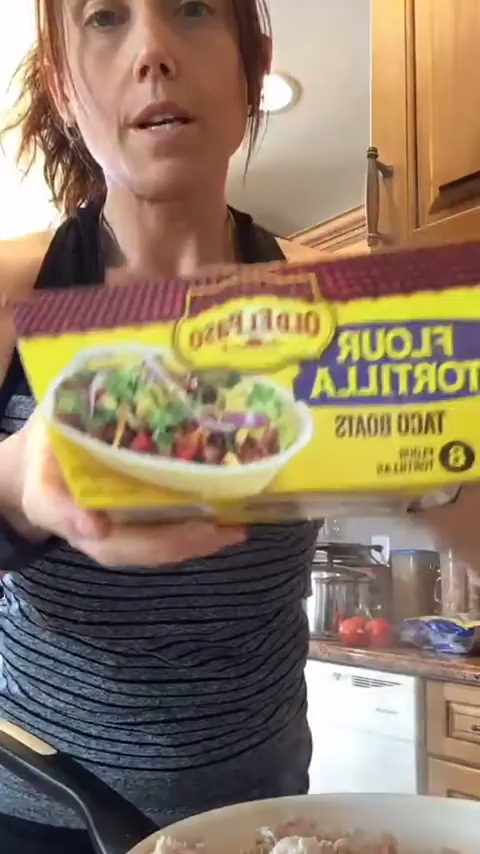 OLD EL PASO
FLOUR
TORTILLA
TACO BOATS
8 FLOUR
TORTILLAS